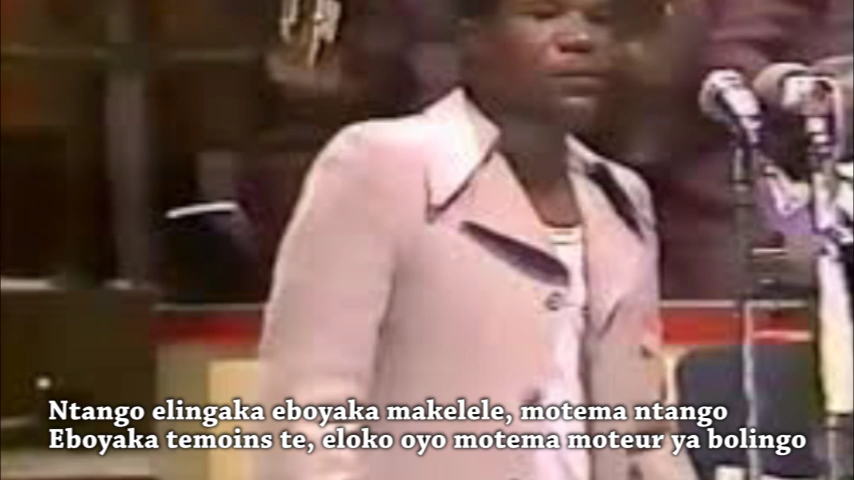 Ntango elingaka eboyaka makelele, motema ntango
Eboyaka temoins te, eloko oyo motema moteur ya bolingo